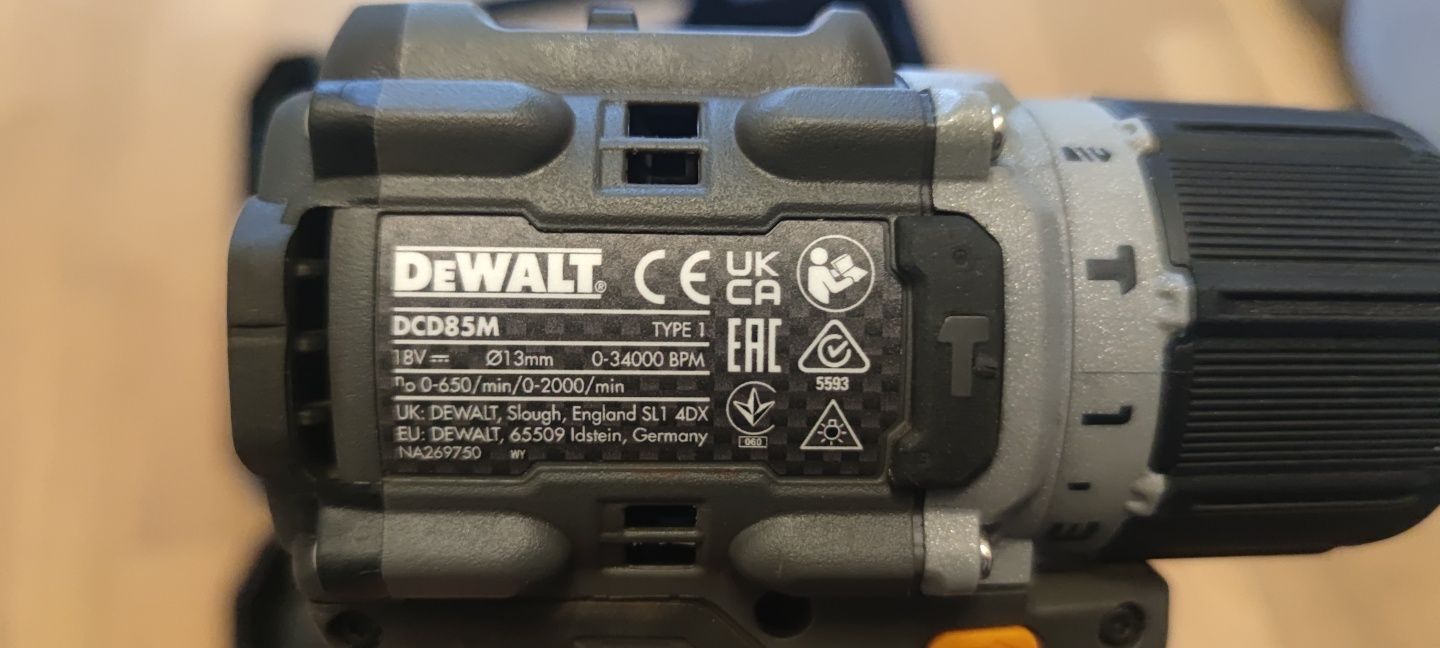 DEWALT®
CE
UK
CA
DCD85M TYPE 1
18V Ø13mm 0-34000 BPM
EAC
5593
n₀ 0-650/min/0-2000/min
UK: DEWALT, Slough, England SL1 4DX
EU: DEWALT, 65509 Idstein, Germany
060
NA269750 WY
1